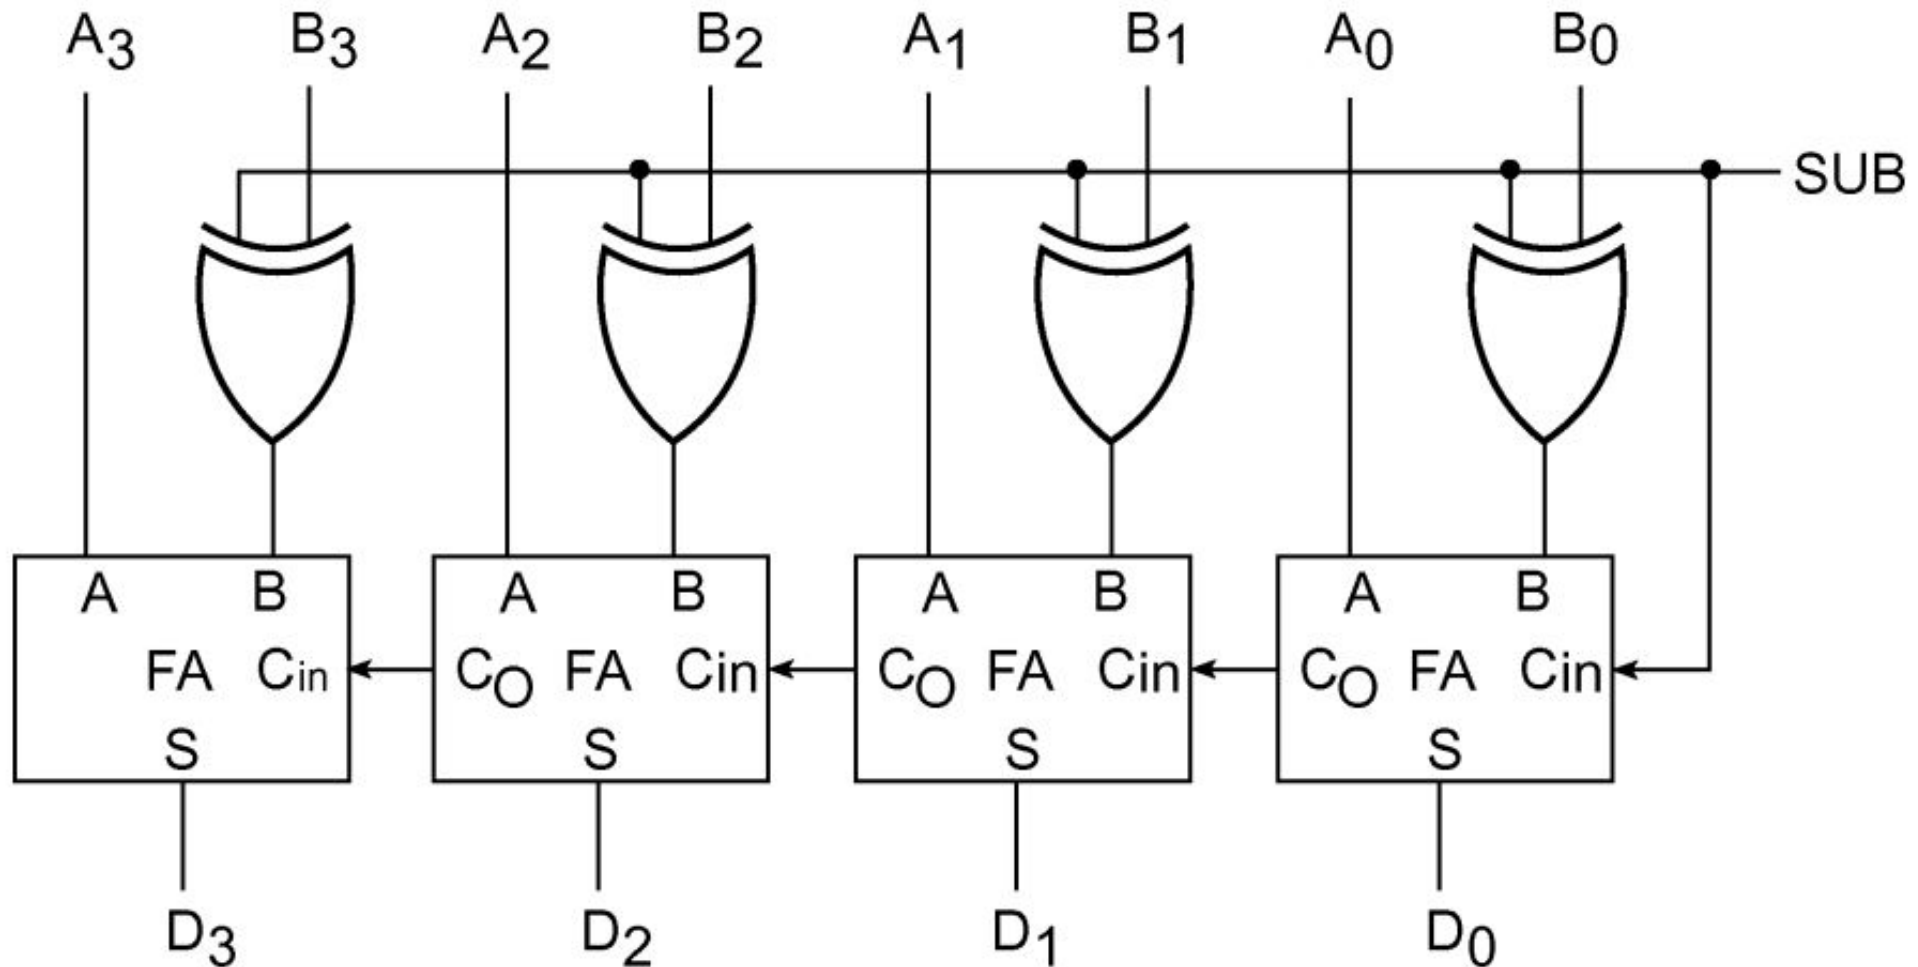 A3 B3 A2 B2 A1 B1 A0 B0
SUB
A B A B A B A B
FA Cin CO FA Cin CO FA Cin CO FA Cin
S S S S
D3 D2 D1 D0